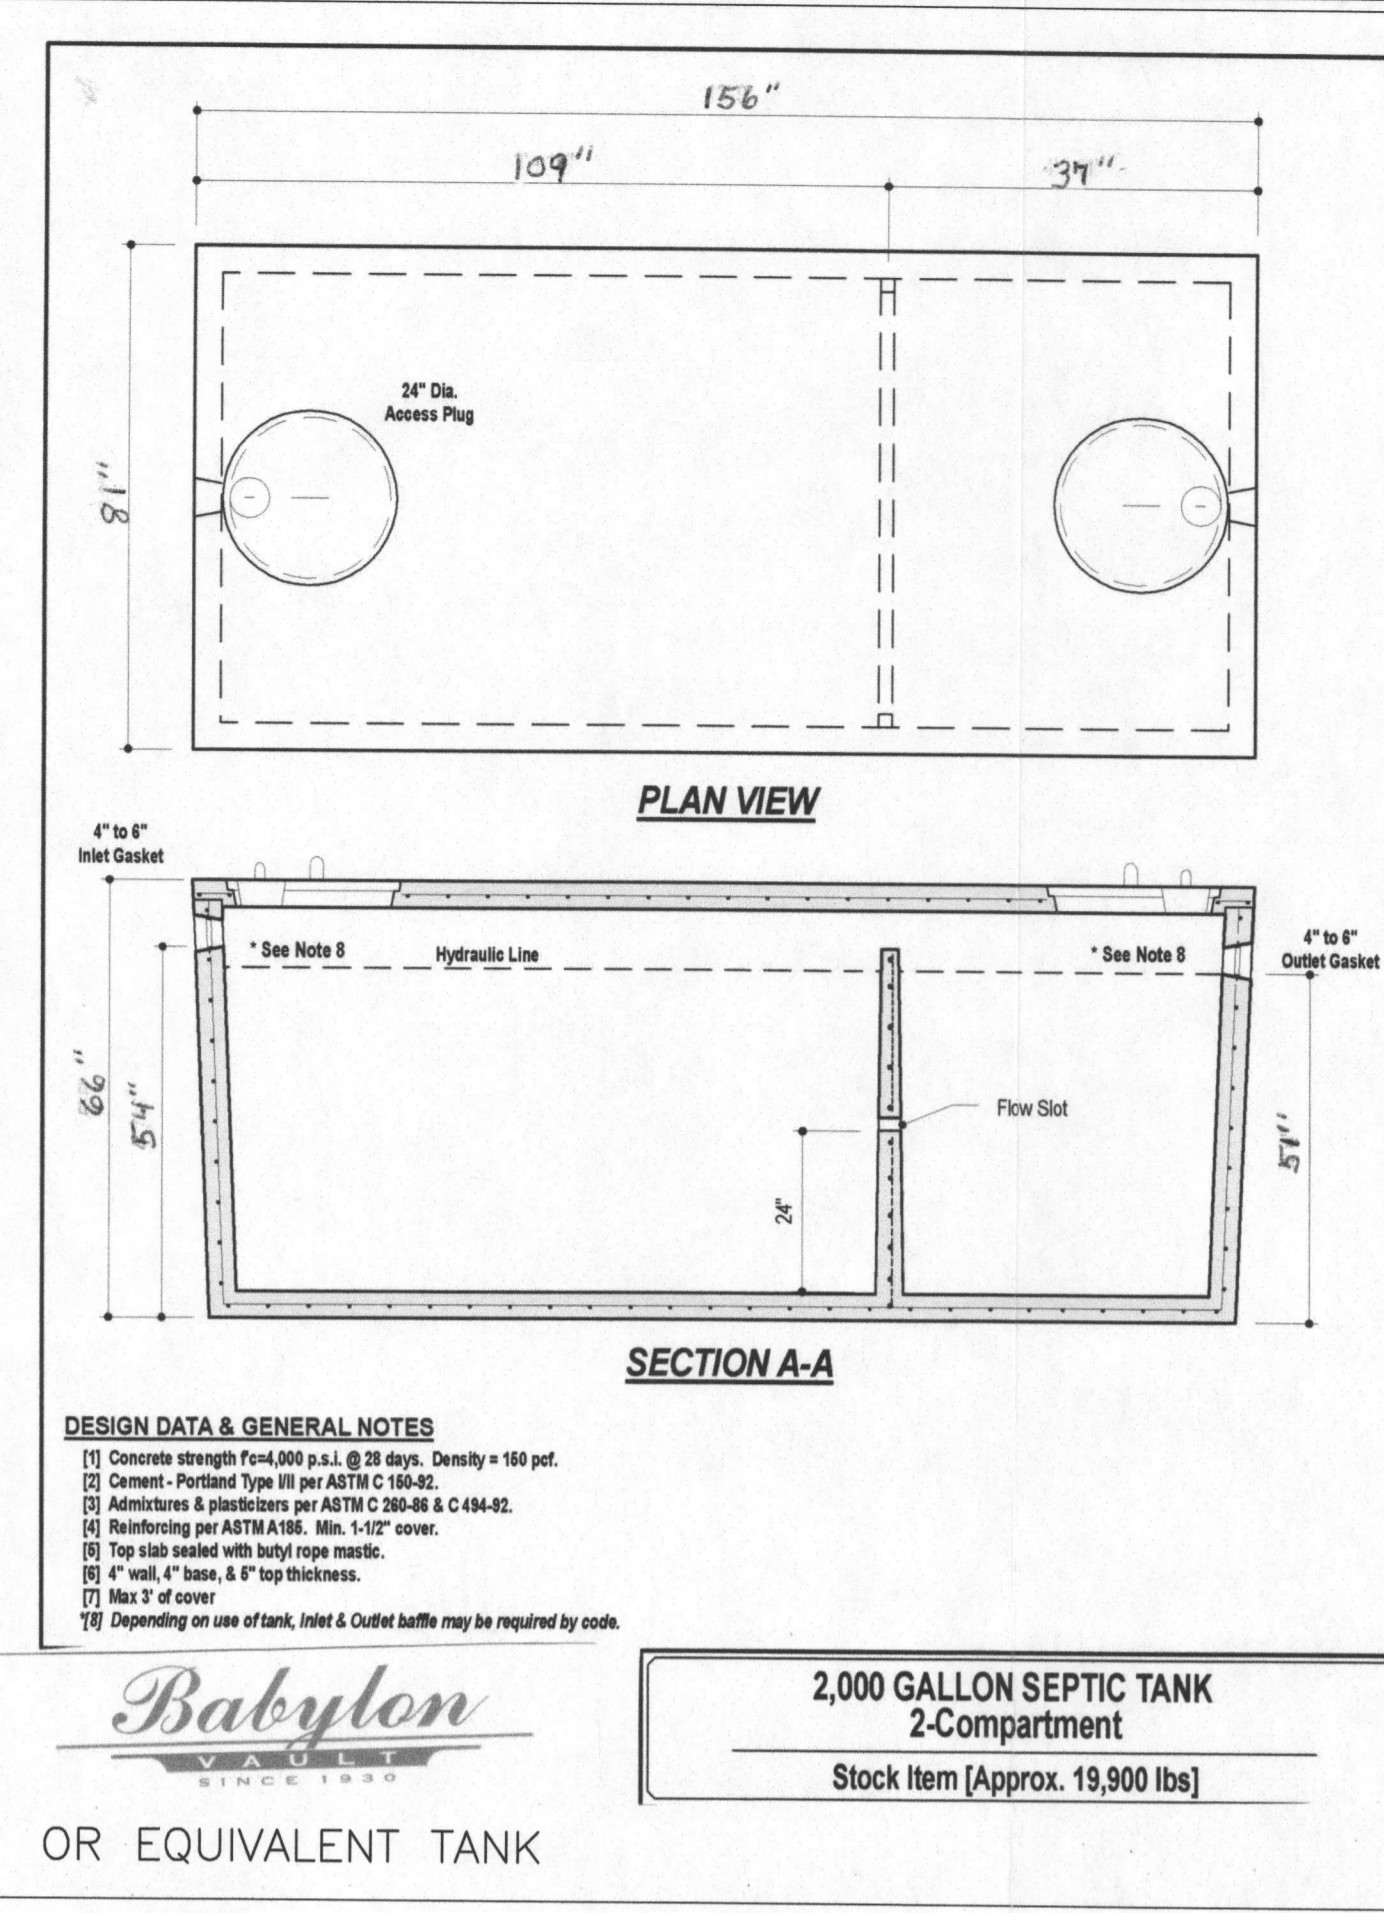 156"
109"
37"
24" Dia.
Access Plug
81"
PLAN VIEW
4" to 6"
Inlet Gasket
* See Note 8
Hydraulic Line
* See Note 8
4" to 6"
Outlet Gasket
66"
54"
Flow Slot
24"
51"
SECTION A-A
DESIGN DATA & GENERAL NOTES
[1] Concrete strength f'c=4,000 p.s.i. @ 28 days. Density = 150 pcf.
[2] Cement - Portland Type I/II per ASTM C 150-92.
[3] Admixtures & plasticizers per ASTM C 260-86 & C 494-92.
[4] Reinforcing per ASTM A185. Min. 1-1/2" cover.
[5] Top slab sealed with butyl rope mastic.
[6] 4" wall, 4" base, & 5" top thickness.
[7] Max 3' of cover
*[8] Depending on use of tank, Inlet & Outlet baffle may be required by code.
Babylon
VAULT
SINCE 1930
2,000 GALLON SEPTIC TANK
2-Compartment
Stock Item [Approx. 19,900 lbs]
OR EQUIVALENT TANK